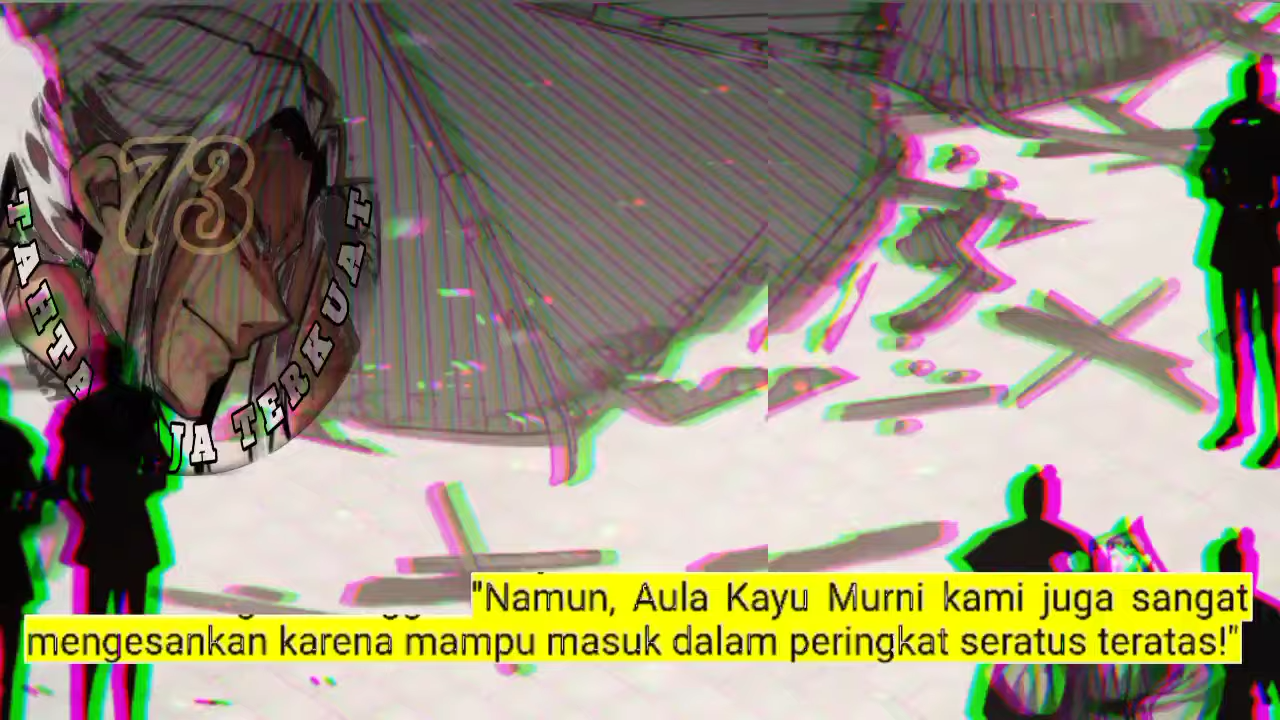 73
TAHTA
JA TERKUAT
"Namun, Aula Kayu Murni kami juga sangat
mengesankan karena mampu masuk dalam peringkat seratus teratas!"